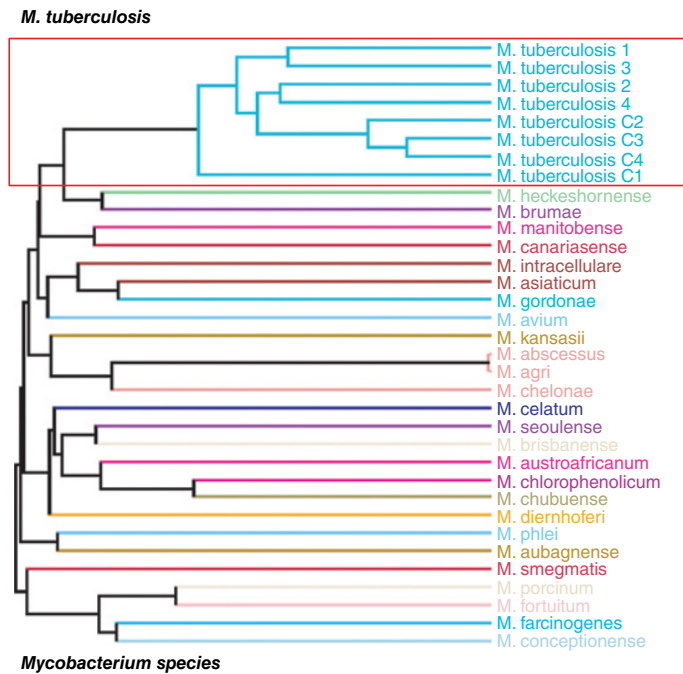 M. tuberculosis
M. tuberculosis 1
M. tuberculosis 3
M. tuberculosis 2
M. tuberculosis 4
M. tuberculosis C2
M. tuberculosis C3
M. tuberculosis C4
M. tuberculosis C1
M. heckeshornense
M. brumae
M. manitobense
M. canariasense
M. intracellulare
M. asiaticum
M. gordonae
M. avium
M. kansasii
M. abscessus
M. agri
M. chelonae
M. celatum
M. seoulense
M. brisbanense
M. austroafricanum
M. chlorophenolicum
M. chubuense
M. diernhoferi
M. phlei
M. aubagnense
M. smegmatis
M. porcinum
M. fortuitum
M. farcinogenes
M. conceptionense
Mycobacterium species